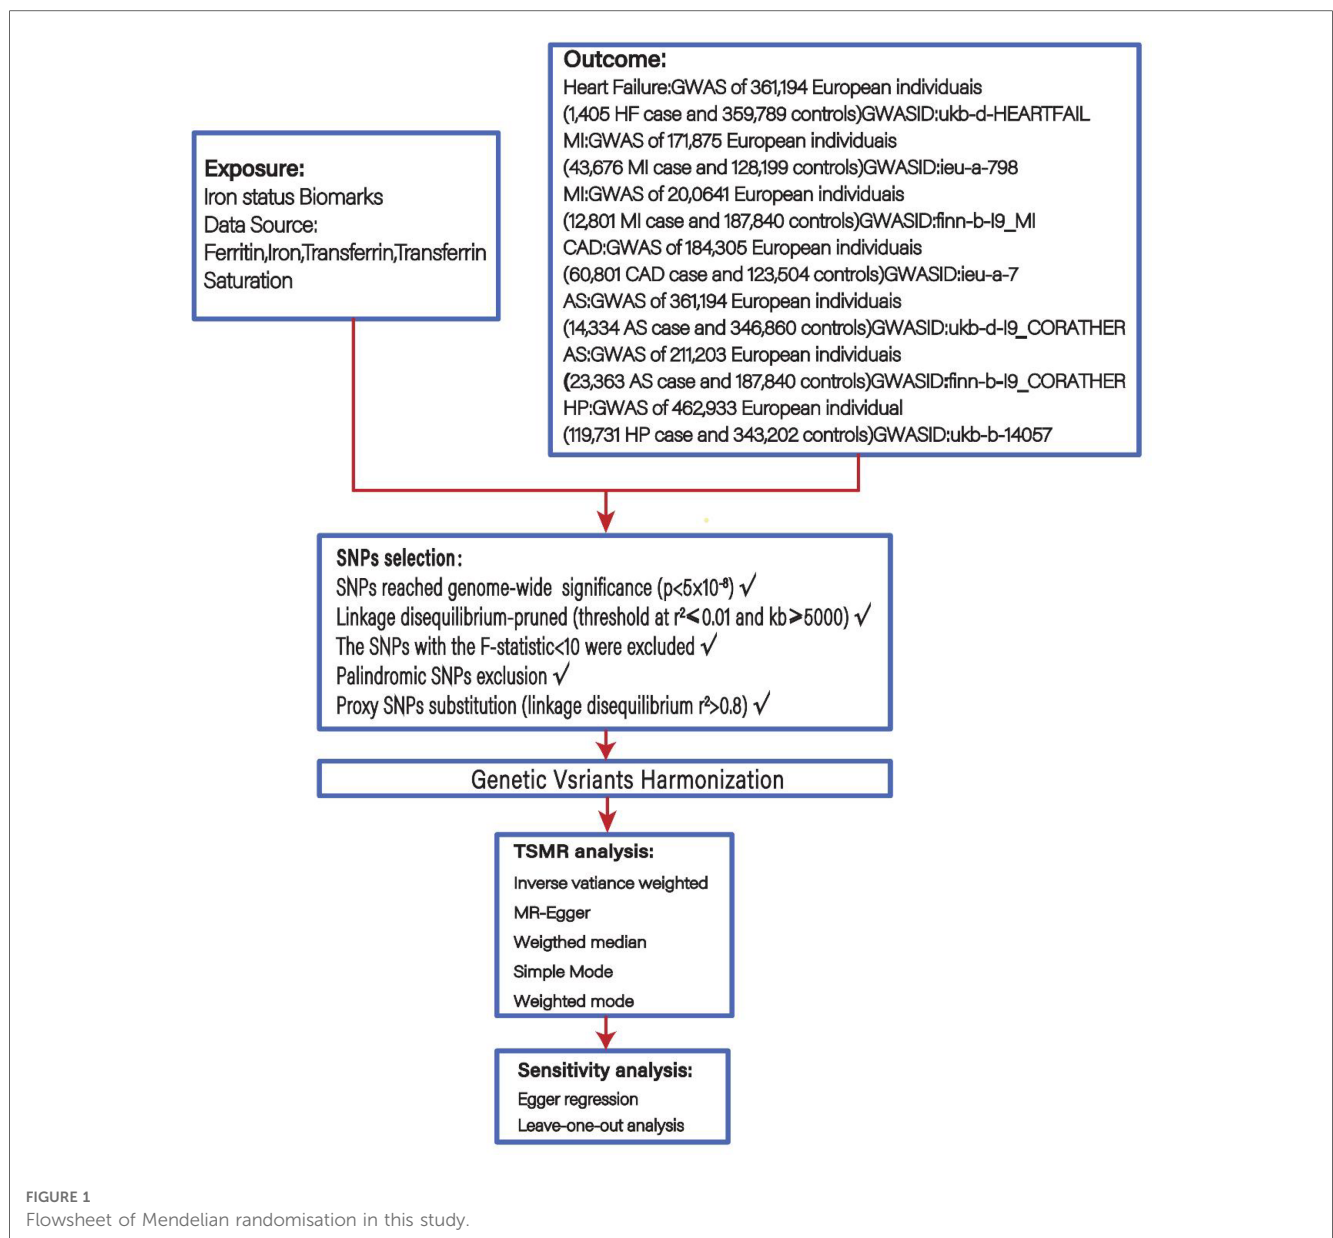 Exposure:
Iron status Biomarks
Data Source:
Ferritin,Iron,Transferrin,Transferrin
Saturation
Outcome:
Heart Failure:GWAS of 361,194 European individuais
(1,405 HF case and 359,789 controls)GWASID:ukb-d-HEARTFAIL
MI:GWAS of 171,875 European individuais
(43,676 MI case and 128,199 controls)GWASID:ieu-a-798
MI:GWAS of 20,0641 European individuais
(12,801 MI case and 187,840 controls)GWASID:finn-b-I9_MI
CAD:GWAS of 184,305 European individuais
(60,801 CAD case and 123,504 controls)GWASID:ieu-a-7
AS:GWAS of 361,194 European individuais
(14,334 AS case and 346,860 controls)GWASID:ukb-d-I9_CORATHER
AS:GWAS of 211,203 European individuais
(23,363 AS case and 187,840 controls)GWASID:finn-b-I9_CORATHER
HP:GWAS of 462,933 European individual
(119,731 HP case and 343,202 controls)GWASID:ukb-b-14057
SNPs selection:
SNPs reached genome-wide significance (p<5x10⁻⁸) √
Linkage disequilibrium-pruned (threshold at r²⩽0.01 and kb⩾5000) √
The SNPs with the F-statistic<10 were excluded √
Palindromic SNPs exclusion √
Proxy SNPs substitution (linkage disequilibrium r²>0.8) √
Genetic Vsriants Harmonization
TSMR analysis:
Inverse vatiance weighted
MR-Egger
Weigthed median
Simple Mode
Weighted mode
Sensitivity analysis:
Egger regression
Leave-one-out analysis
FIGURE 1
Flowsheet of Mendelian randomisation in this study.